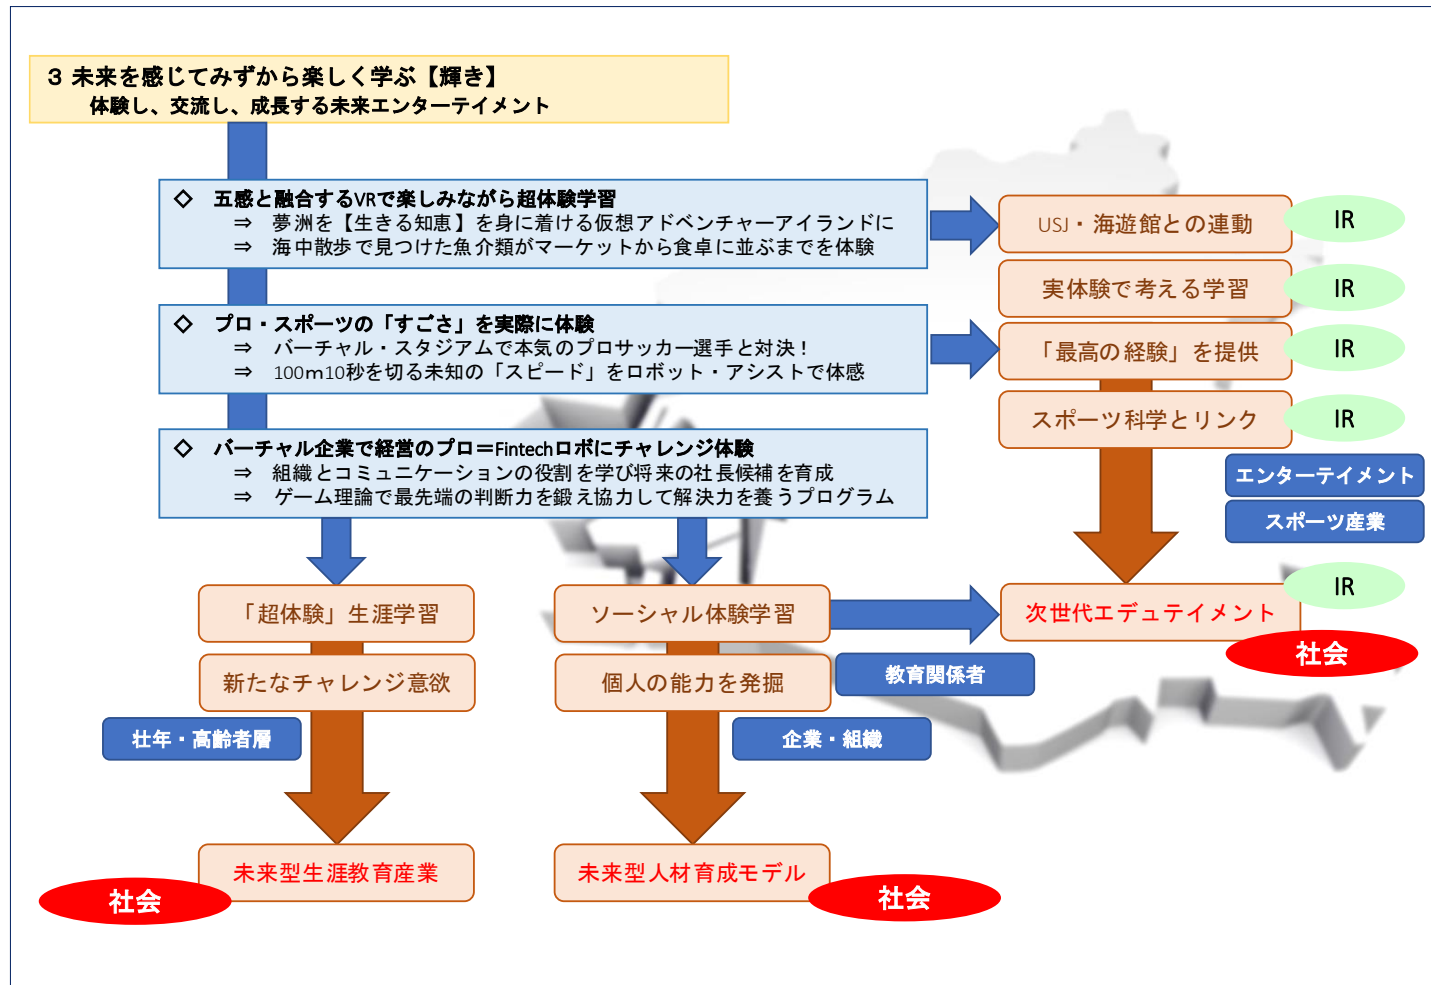 ３ 未来を感じてみずから楽しく学ぶ【輝き】
体験し、交流し、成長する未来エンターテイメント
◇ 五感と融合するVRで楽しみながら超体験学習
⇒ 夢洲を【生きる知恵】を身に着ける仮想アドベンチャーアイランドに
⇒ 海中散歩で見つけた魚介類がマーケットから食卓に並ぶまでを体験
USJ・海遊館との連動
IR
実体験で考える学習
IR
◇ プロ・スポーツの「すごさ」を実際に体験
⇒ バーチャル・スタジアムで本気のプロサッカー選手と対決！
⇒ 100ｍ10秒を切る未知の「スピード」をロボット・アシストで体感
「最高の経験」を提供
IR
スポーツ科学とリンク
IR
◇ バーチャル企業で経営のプロ＝Fintechロボにチャレンジ体験
⇒ 組織とコミュニケーションの役割を学び将来の社長候補を育成
⇒ ゲーム理論で最先端の判断力を鍛え協力して解決力を養うプログラム
エンターテイメント
スポーツ産業
「超体験」生涯学習
ソーシャル体験学習
次世代エデュテイメント
IR
社会
新たなチャレンジ意欲
個人の能力を発掘
教育関係者
壮年・高齢者層
企業・組織
未来型生涯教育産業
社会
未来型人材育成モデル
社会